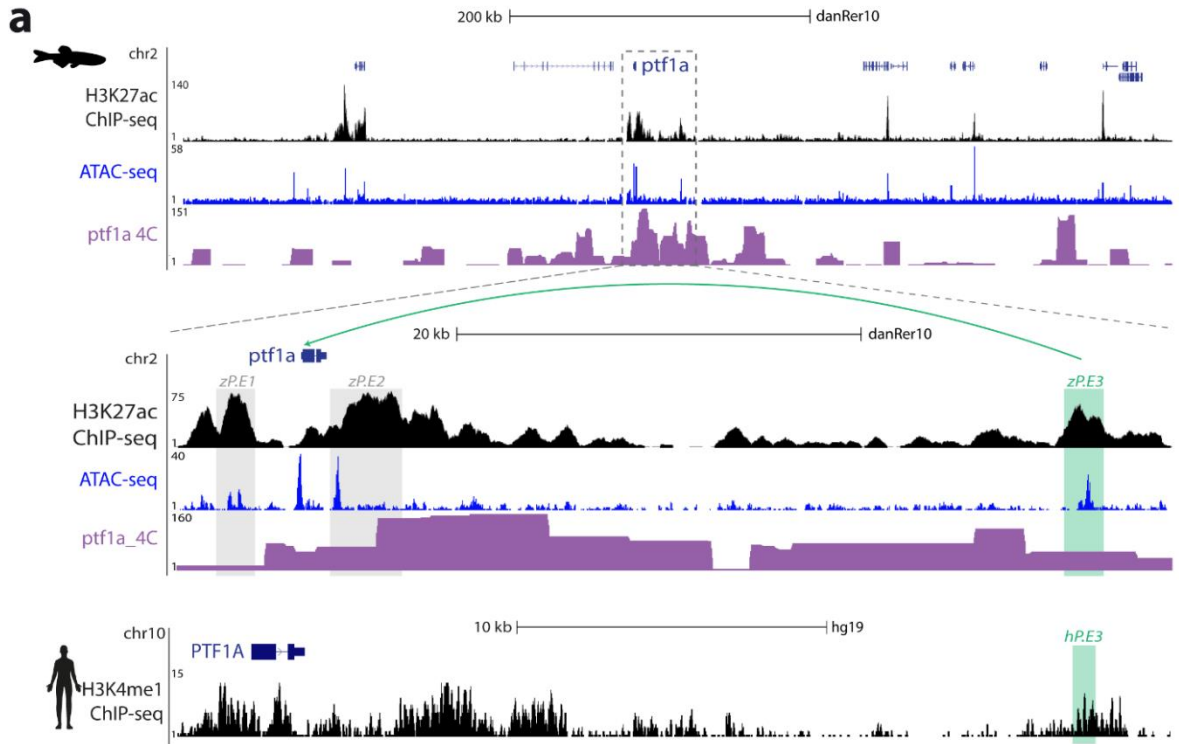 a
200 kb danRer10
chr2
ptf1a
H3K27ac
ChIP-seq
140
1
ATAC-seq
58
1
ptf1a 4C
151
1
20 kb danRer10
chr2
ptf1a
zP.E1 zP.E2 zP.E3
H3K27ac
ChIP-seq
75
1
ATAC-seq
40
1
ptf1a_4C
160
1
10 kb hg19
chr10
PTF1A
hP.E3
H3K4me1
ChIP-seq
15
1